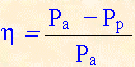 η = (Pₐ - Pₚ) / Pₐ